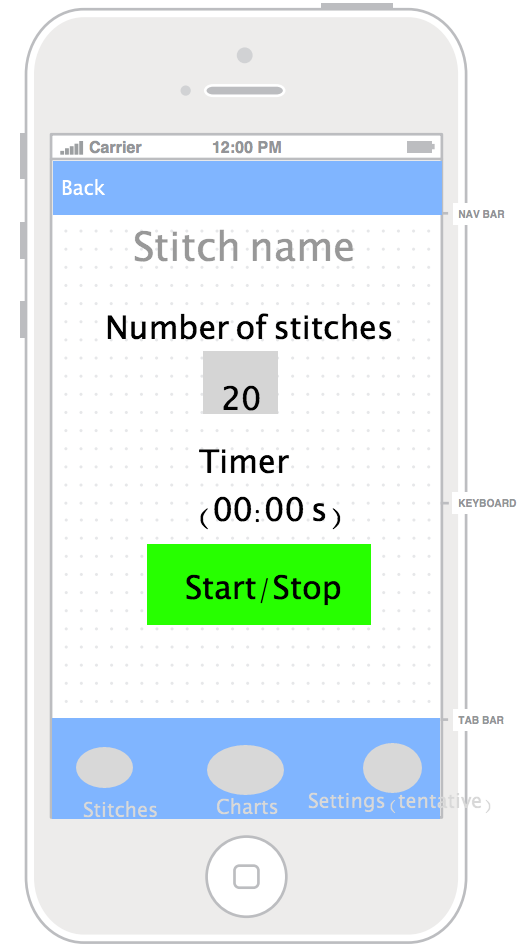 Carrier 12:00 PM
Back
NAV BAR
Stitch name
Number of stitches
20
Timer
(00:00 s)
KEYBOARD
Start/Stop
TAB BAR
Stitches Charts Settings (tentative)